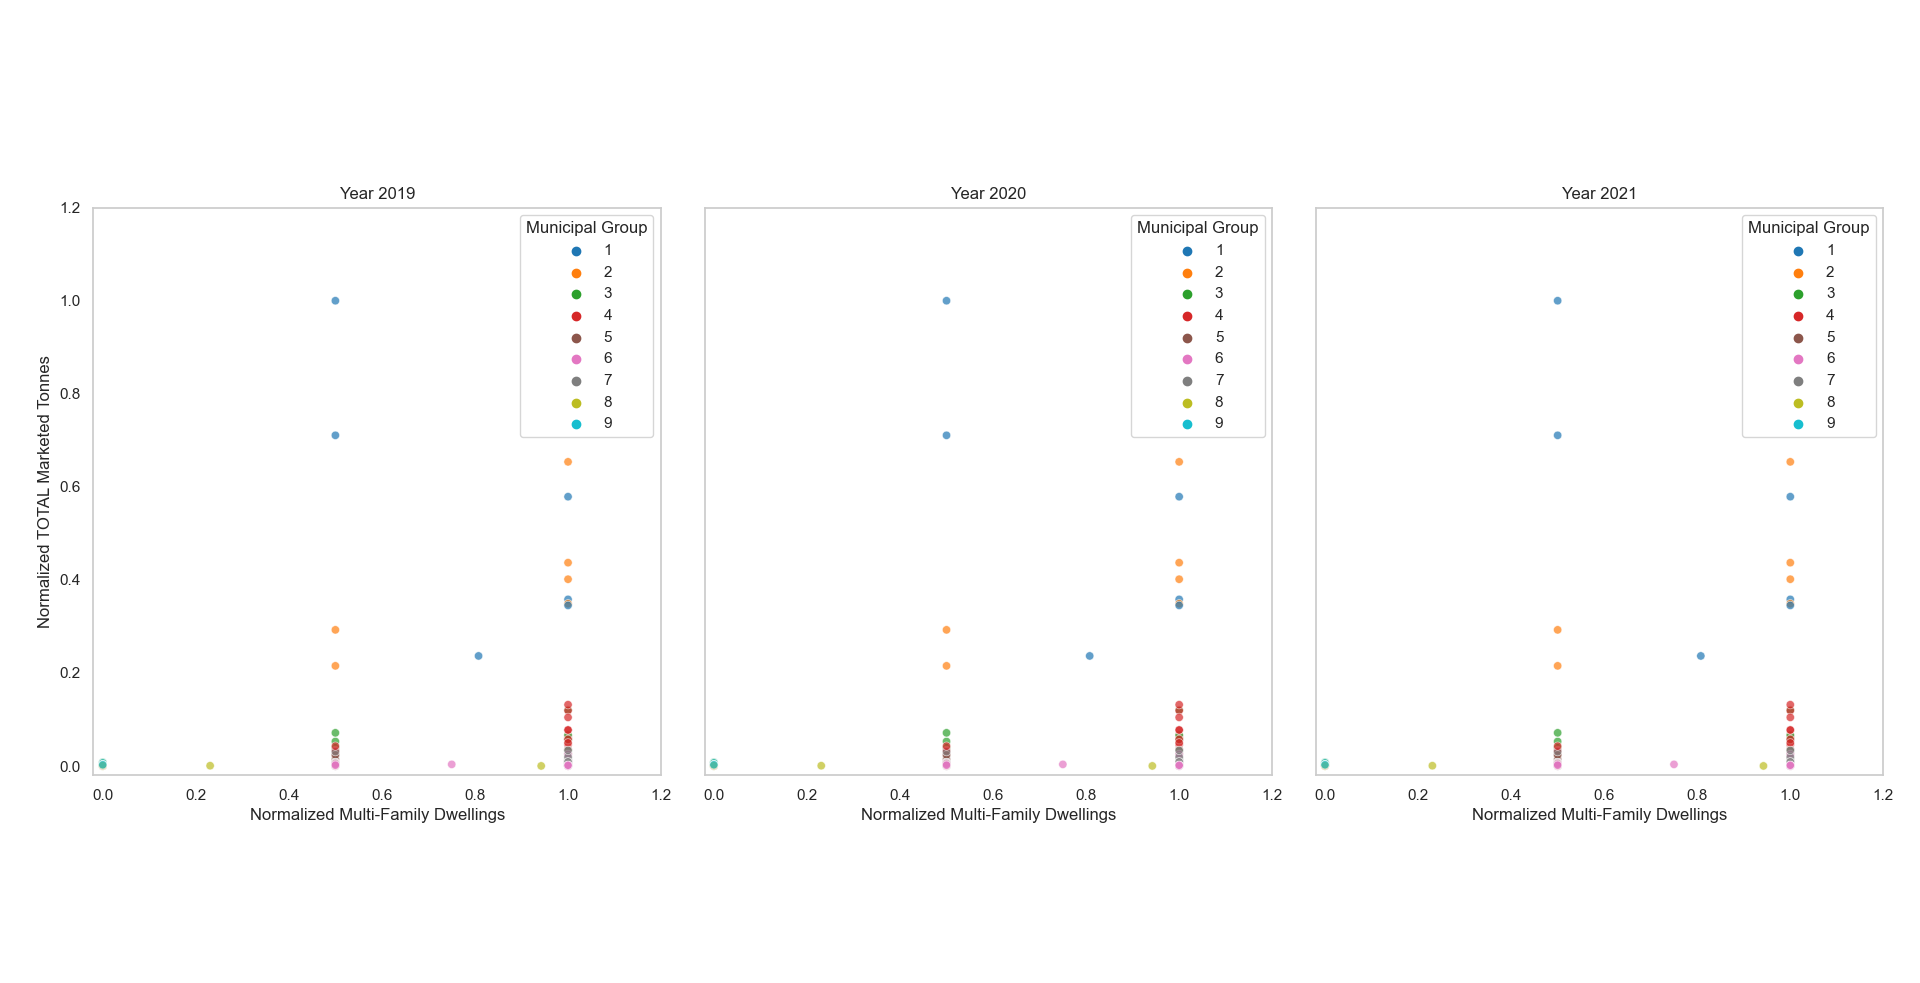 Year 2019
Year 2020
Year 2021
Normalized TOTAL Marketed Tonnes
1.2
1.0
0.8
0.6
0.4
0.2
0.0
Municipal Group
1
2
3
4
5
6
7
8
9
0.0 0.2 0.4 0.6 0.8 1.0 1.2
Normalized Multi-Family Dwellings
Municipal Group
1
2
3
4
5
6
7
8
9
0.0 0.2 0.4 0.6 0.8 1.0 1.2
Normalized Multi-Family Dwellings
Municipal Group
1
2
3
4
5
6
7
8
9
0.0 0.2 0.4 0.6 0.8 1.0 1.2
Normalized Multi-Family Dwellings